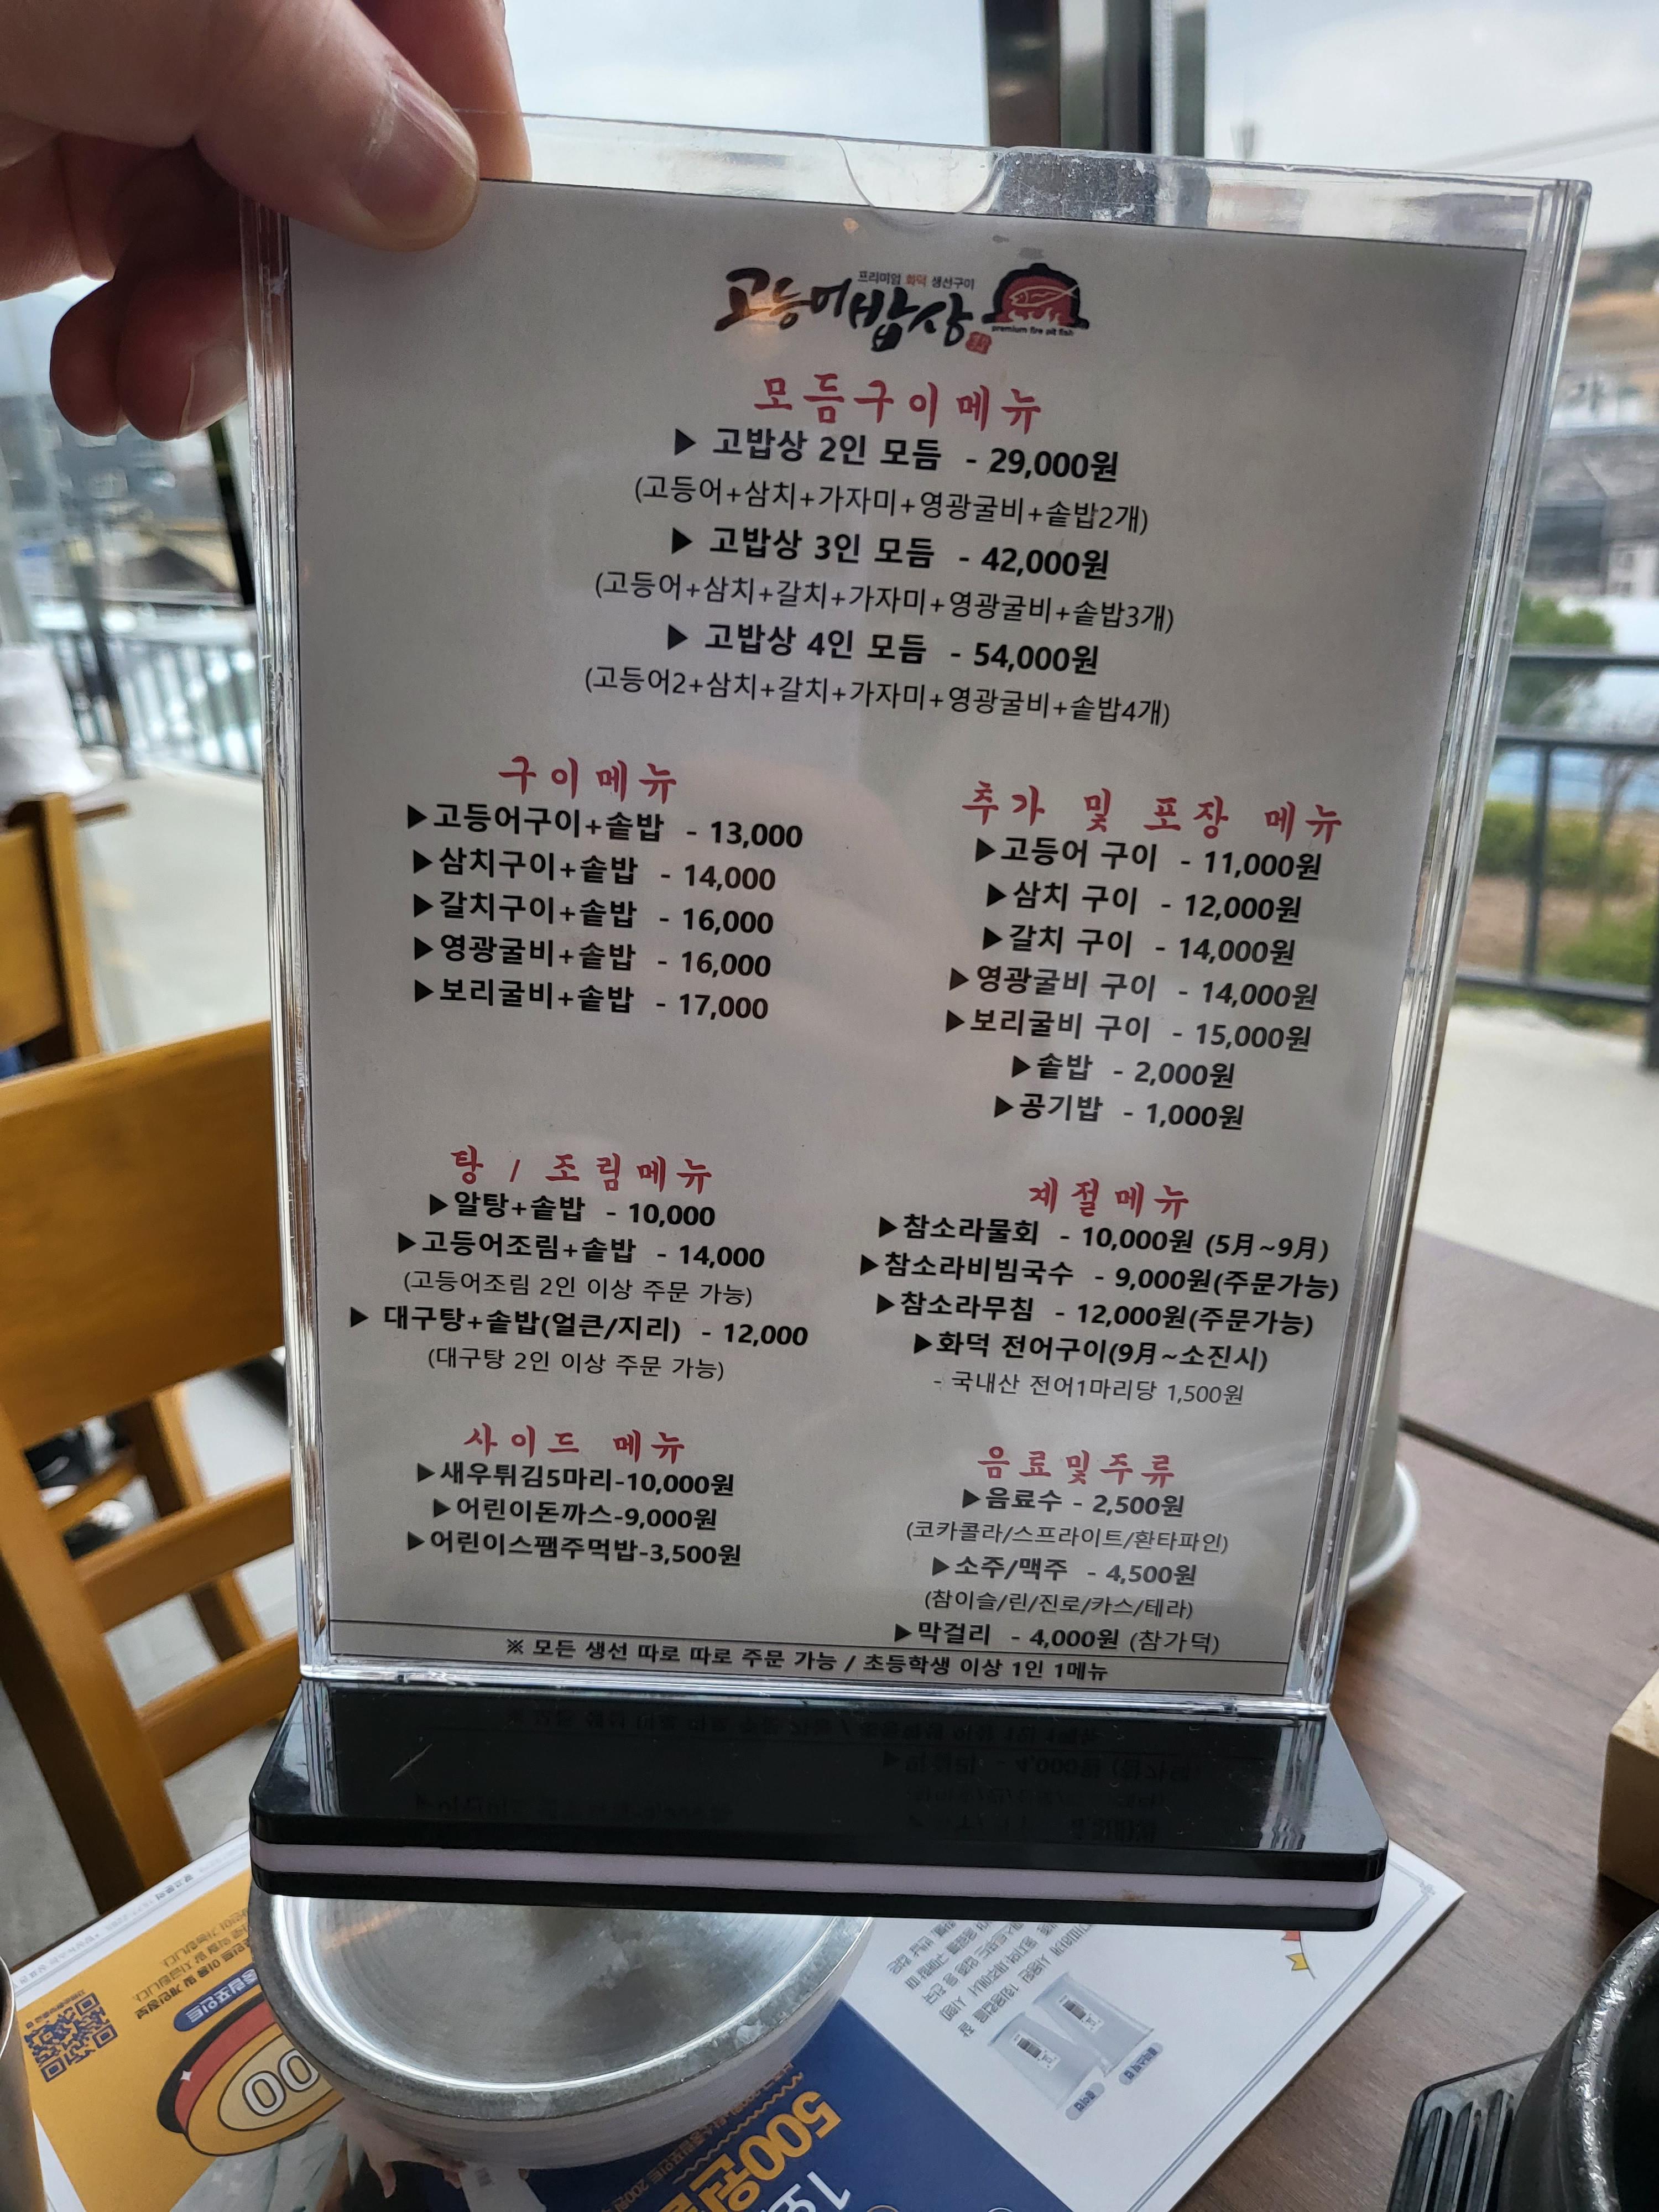 프리미엄 화덕 생선구이
고등어밥상
premium fire pit fish
모듬구이메뉴
▶ 고밥상 2인 모듬 - 29,000원
(고등어+삼치+가자미+영광굴비+솥밥2개)
▶ 고밥상 3인 모듬 - 42,000원
(고등어+삼치+갈치+가자미+영광굴비+솥밥3개)
▶ 고밥상 4인 모듬 - 54,000원
(고등어2+삼치+갈치+가자미+영광굴비+솥밥4개)
구이메뉴
▶고등어구이+솥밥 - 13,000
▶삼치구이+솥밥 - 14,000
▶갈치구이+솥밥 - 16,000
▶영광굴비+솥밥 - 16,000
▶보리굴비+솥밥 - 17,000
추가 및 포장 메뉴
▶고등어 구이 - 11,000원
▶삼치 구이 - 12,000원
▶갈치 구이 - 14,000원
▶영광굴비 구이 - 14,000원
▶보리굴비 구이 - 15,000원
▶솥밥 - 2,000원
▶공기밥 - 1,000원
탕 / 조림메뉴
▶알탕+솥밥 - 10,000
▶고등어조림+솥밥 - 14,000
(고등어조림 2인 이상 주문 가능)
▶ 대구탕+솥밥(얼큰/지리) - 12,000
(대구탕 2인 이상 주문 가능)
계절메뉴
▶참소라물회 - 10,000원 (5月~9月)
▶참소라비빔국수 - 9,000원(주문가능)
▶참소라무침 - 12,000원(주문가능)
▶화덕 전어구이(9月~소진시)
- 국내산 전어1마리당 1,500원
사이드 메뉴
▶새우튀김5마리-10,000원
▶어린이돈까스-9,000원
▶어린이스팸주먹밥-3,500원
음료및주류
▶음료수 - 2,500원
(코카콜라/스프라이트/환타파인)
▶소주/맥주 - 4,500원
(참이슬/린/진로/카스/테라)
▶막걸리 - 4,000원 (참가덕)
※ 모든 생선 따로 따로 주문 가능 / 초등학생 이상 1인 1메뉴
500원